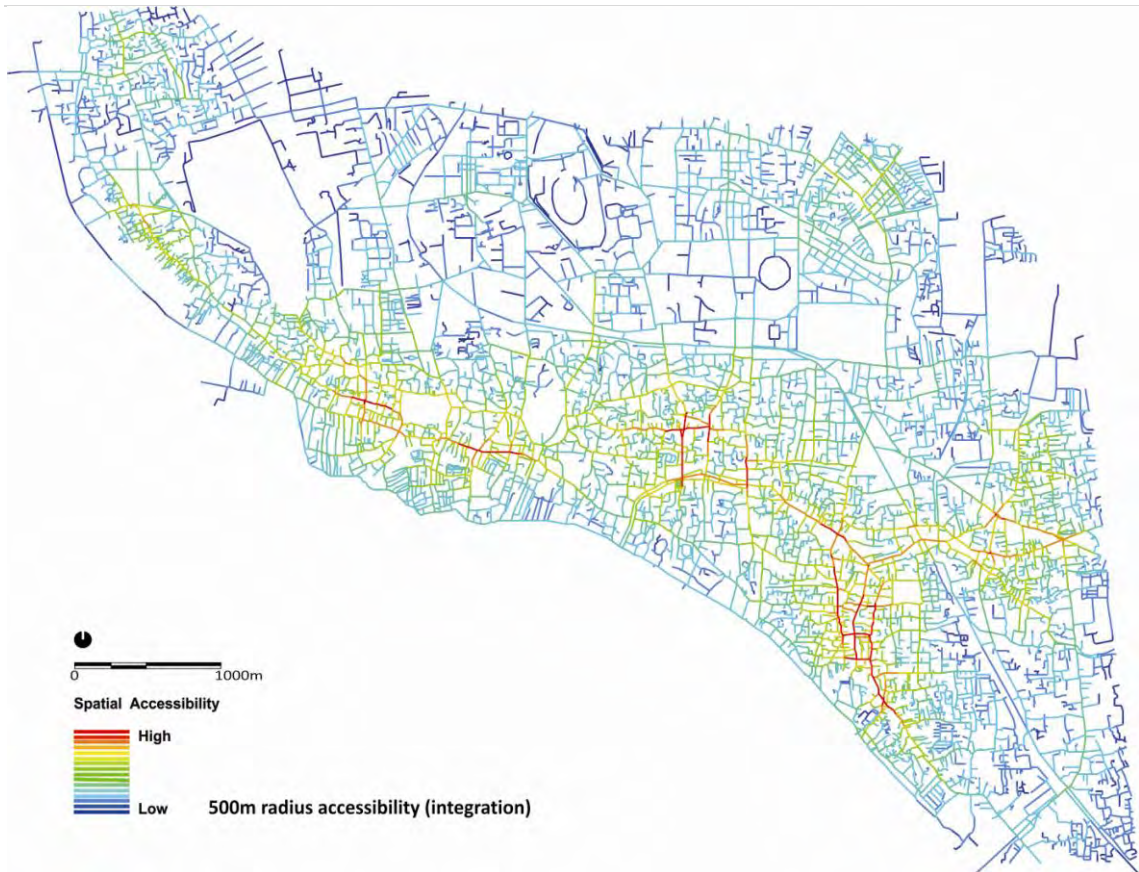 0 1000m
Spatial Accessibility
High
Low
500m radius accessibility (integration)